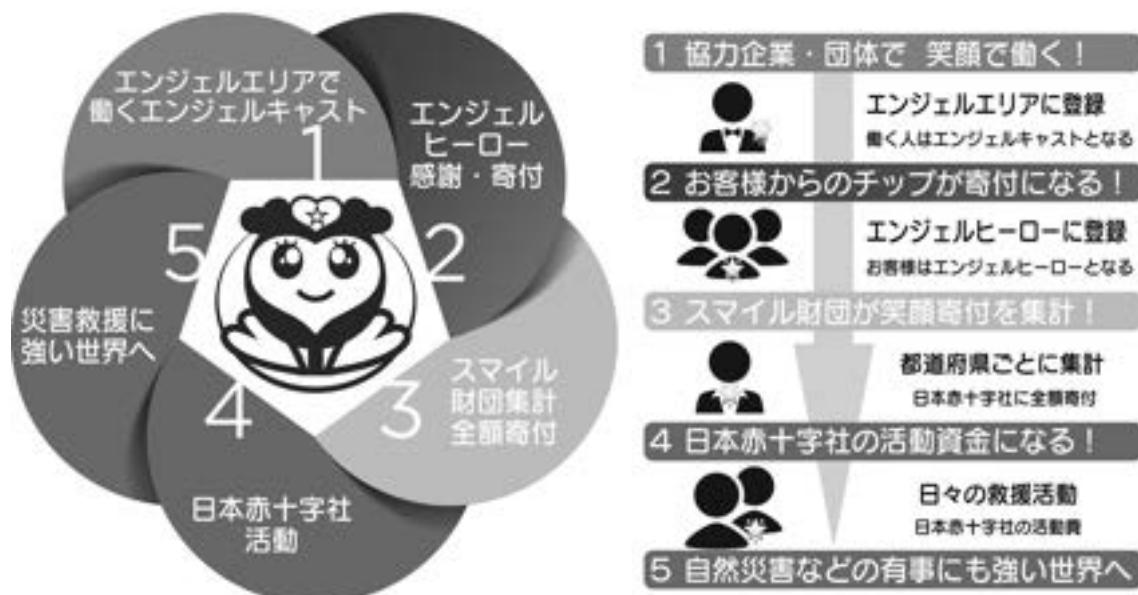 エンジェルエリアで
働くエンジェルキャスト
1
エンジェル
ヒーロー
感謝・寄付
2
スマイル
財団集計
全額寄付
3
日本赤十字社
活動
4
災害救援に
強い世界へ
5
1 協力企業・団体で 笑顔で働く！
エンジェルエリアに登録
働く人はエンジェルキャストとなる
2 お客様からのチップが寄付になる！
エンジェルヒーローに登録
お客様はエンジェルヒーローとなる
3 スマイル財団が笑顔寄付を集計！
都道府県ごとに集計
日本赤十字社に全額寄付
4 日本赤十字社の活動資金になる！
日々の救援活動
日本赤十字社の活動費
5 自然災害などの有事にも強い世界へ